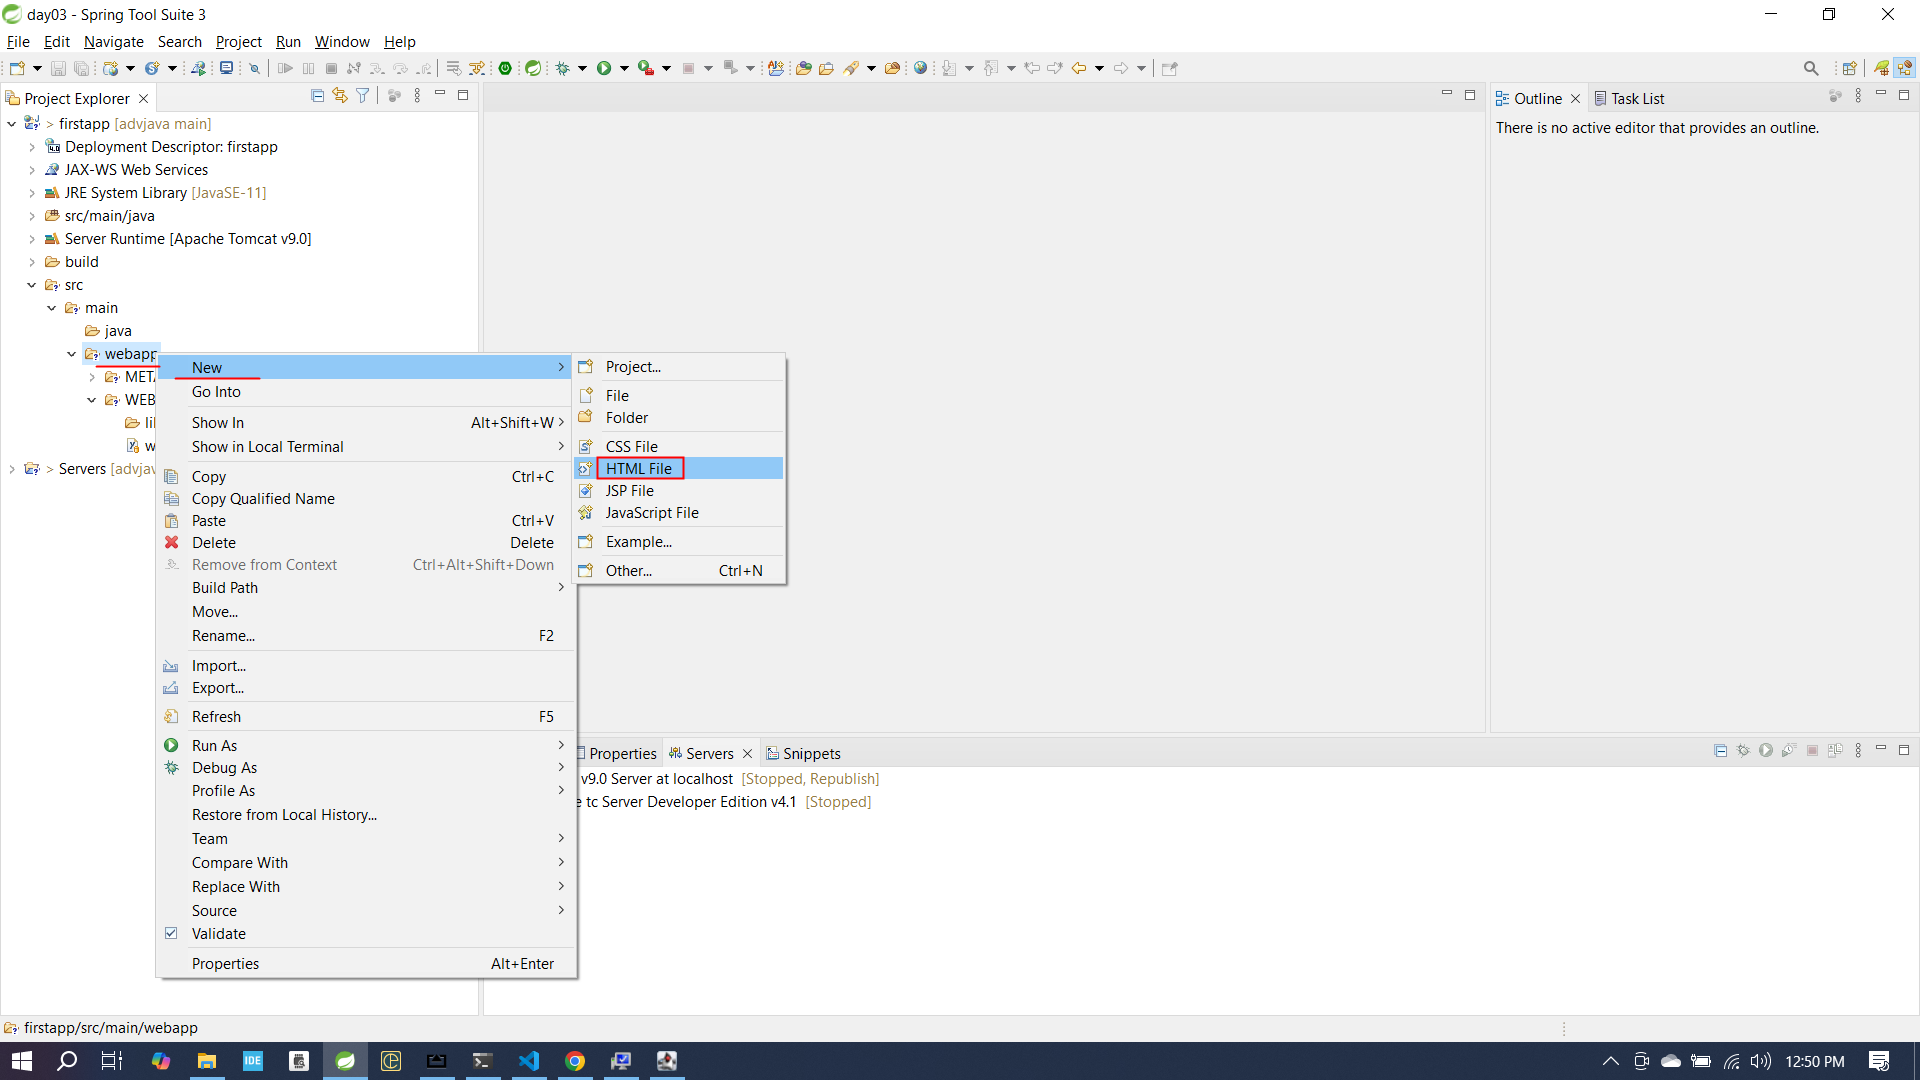 day03 - Spring Tool Suite 3
File Edit Navigate Search Project Run Window Help
Project Explorer
> firstapp [advjava main]
Deployment Descriptor: firstapp
JAX-WS Web Services
JRE System Library [JavaSE-11]
src/main/java
Server Runtime [Apache Tomcat v9.0]
build
src
main
java
webapp
META
WEB
li
w
> Servers [advjav
New
Go Into
Show In Alt+Shift+W
Show in Local Terminal
Copy Ctrl+C
Copy Qualified Name
Paste Ctrl+V
Delete Delete
Remove from Context Ctrl+Alt+Shift+Down
Build Path
Move...
Rename... F2
Import...
Export...
Refresh F5
Run As
Debug As
Profile As
Restore from Local History...
Team
Compare With
Replace With
Source
Validate
Properties Alt+Enter
Project...
File
Folder
CSS File
HTML File
JSP File
JavaScript File
Example...
Other... Ctrl+N
Outline
Task List
There is no active editor that provides an outline.
Properties Servers Snippets
v9.0 Server at localhost [Stopped, Republish]
e tc Server Developer Edition v4.1 [Stopped]
firstapp/src/main/webapp
IDE
12:50 PM